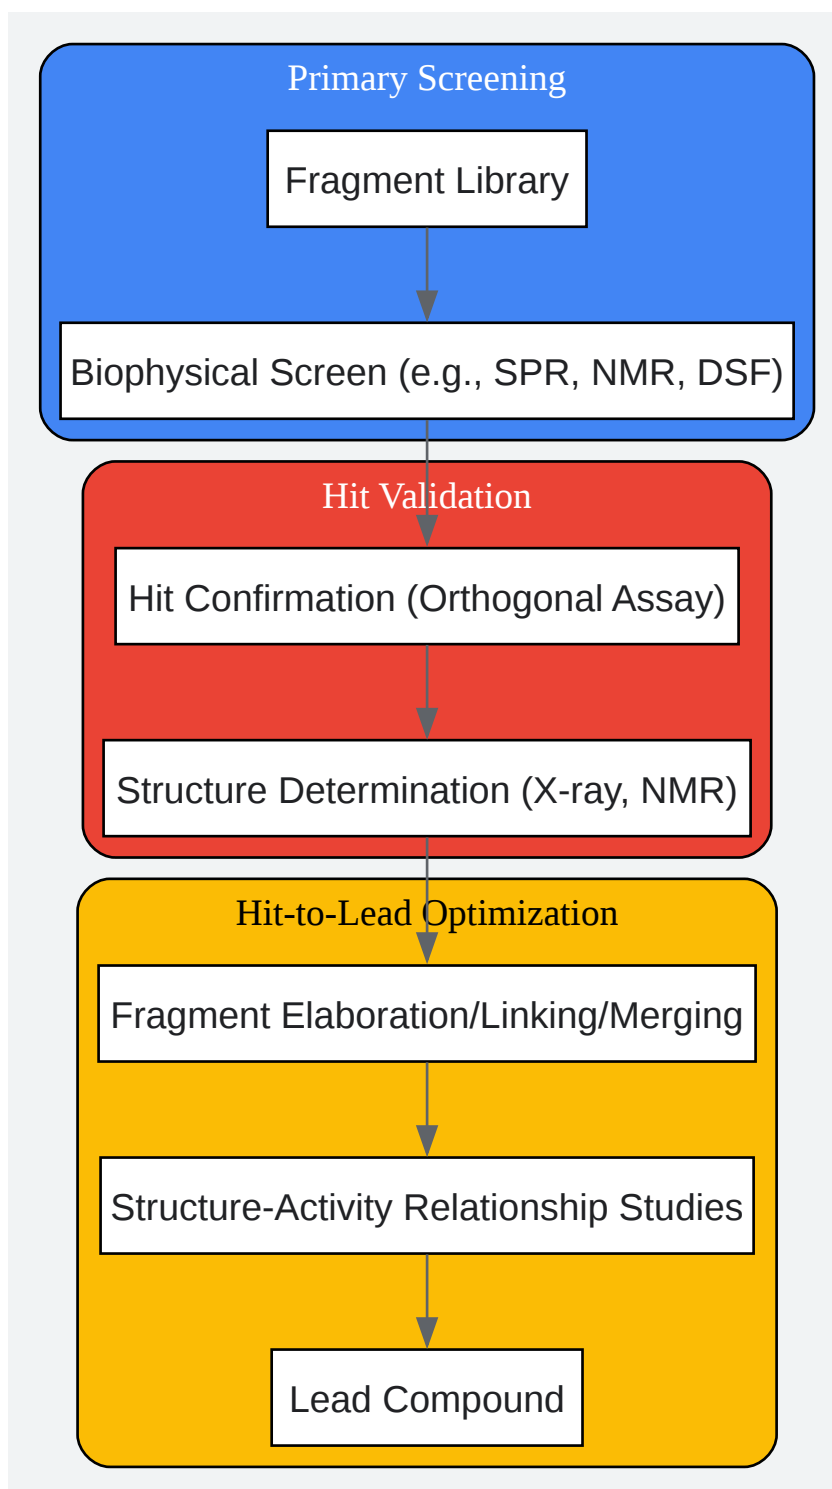 Primary Screening
Fragment Library
Biophysical Screen (e.g., SPR, NMR, DSF)
Hit Validation
Hit Confirmation (Orthogonal Assay)
Structure Determination (X-ray, NMR)
Hit-to-Lead Optimization
Fragment Elaboration/Linking/Merging
Structure-Activity Relationship Studies
Lead Compound